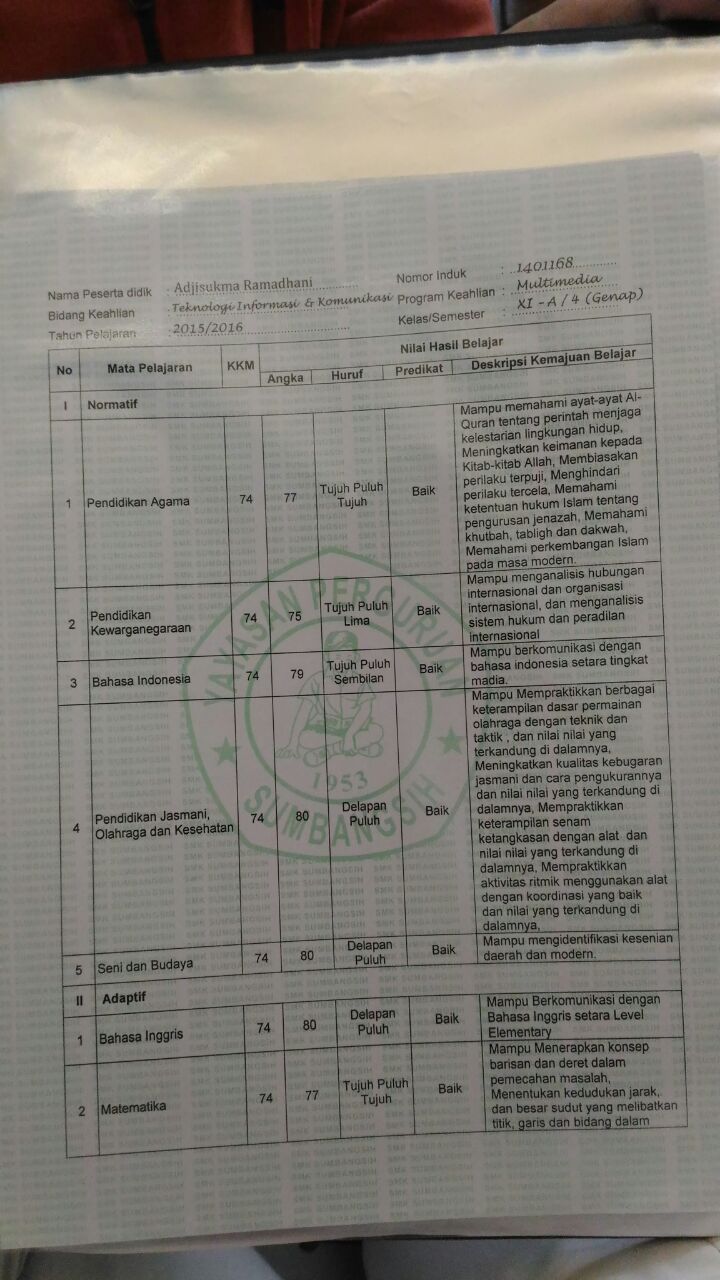 Nama Peserta didik : Adjisukma Ramadhani
Nomor Induk : 1401168
Bidang Keahlian : Teknologi Informasi & Komunikasi
Program Keahlian : Multimedia
Tahun Pelajaran : 2015/2016
Kelas/Semester : XI - A / 4 (Genap)
No Mata Pelajaran KKM Nilai Hasil Belajar
Angka Huruf Predikat Deskripsi Kemajuan Belajar
I Normatif
1 Pendidikan Agama 74 77 Tujuh Puluh Tujuh Baik
Mampu memahami ayat-ayat Al-
Quran tentang perintah menjaga
kelestarian lingkungan hidup,
Meningkatkan keimanan kepada
Kitab-kitab Allah, Membiasakan
perilaku terpuji, Menghindari
perilaku tercela, Memahami
ketentuan hukum Islam tentang
pengurusan jenazah, Memahami
khutbah, tabligh dan dakwah,
Memahami perkembangan Islam
pada masa modern.
2 Pendidikan Kewarganegaraan 74 75 Tujuh Puluh Lima Baik
Mampu menganalisis hubungan
internasional dan organisasi
internasional, dan menganalisis
sistem hukum dan peradilan
internasional
3 Bahasa Indonesia 74 79 Tujuh Puluh Sembilan Baik
Mampu berkomunikasi dengan
bahasa indonesia setara tingkat
madia.
4 Pendidikan Jasmani, Olahraga dan Kesehatan 74 80 Delapan Puluh Baik
Mampu Mempraktikkan berbagai
keterampilan dasar permainan
olahraga dengan teknik dan
taktik , dan nilai nilai yang
terkandung di dalamnya,
Meningkatkan kualitas kebugaran
jasmani dan cara pengukurannya
dan nilai nilai yang terkandung di
dalamnya, Mempraktikkan
keterampilan senam
ketangkasan dengan alat dan
nilai nilai yang terkandung di
dalamnya, Mempraktikkan
aktivitas ritmik menggunakan alat
dengan koordinasi yang baik
dan nilai yang terkandung di
dalamnya,
5 Seni dan Budaya 74 80 Delapan Puluh Baik
Mampu mengidentifikasi kesenian
daerah dan modern.
II Adaptif
1 Bahasa Inggris 74 80 Delapan Puluh Baik
Mampu Berkomunikasi dengan
Bahasa Inggris setara Level
Elementary
2 Matematika 74 77 Tujuh Puluh Tujuh Baik
Mampu Menerapkan konsep
barisan dan deret dalam
pemecahan masalah,
Menentukan kedudukan jarak,
dan besar sudut yang melibatkan
titik, garis dan bidang dalam
YAYASAN PERGURUAN
1953
SUMBANGSIH
SMK SUMBANGSIH